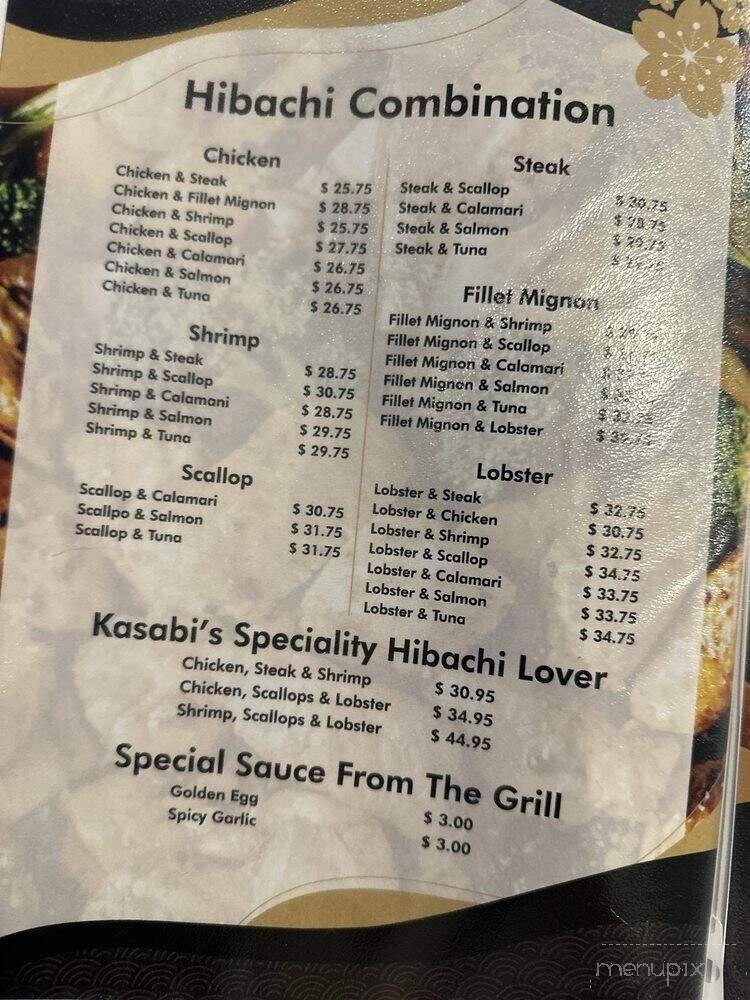 Hibachi Combination
Chicken
Chicken & Steak $ 25.75
Chicken & Fillet Mignon $ 28.75
Chicken & Shrimp $ 25.75
Chicken & Scallop $ 27.75
Chicken & Calamari $ 26.75
Chicken & Salmon $ 26.75
Chicken & Tuna $ 26.75
Shrimp
Shrimp & Steak $ 28.75
Shrimp & Scallop $ 30.75
Shrimp & Calamani $ 28.75
Shrimp & Salmon $ 29.75
Shrimp & Tuna $ 29.75
Scallop
Scallop & Calamari $ 30.75
Scallpo & Salmon $ 31.75
Scallop & Tuna $ 31.75
Steak
Steak & Scallop $ 30.75
Steak & Calamari $ 28.75
Steak & Salmon $ 29.75
Steak & Tuna
Fillet Mignon
Fillet Mignon & Shrimp
Fillet Mignon & Scallop
Fillet Mignon & Calamari
Fillet Mignon & Salmon
Fillet Mignon & Tuna
Fillet Mignon & Lobster
Lobster
Lobster & Steak $ 32.75
Lobster & Chicken $ 30.75
Lobster & Shrimp $ 32.75
Lobster & Scallop $ 34.75
Lobster & Calamari $ 33.75
Lobster & Salmon $ 33.75
Lobster & Tuna $ 34.75
Kasabi's Speciality Hibachi Lover
Chicken, Steak & Shrimp $ 30.95
Chicken, Scallops & Lobster $ 34.95
Shrimp, Scallops & Lobster $ 44.95
Special Sauce From The Grill
Golden Egg $ 3.00
Spicy Garlic $ 3.00
menupix